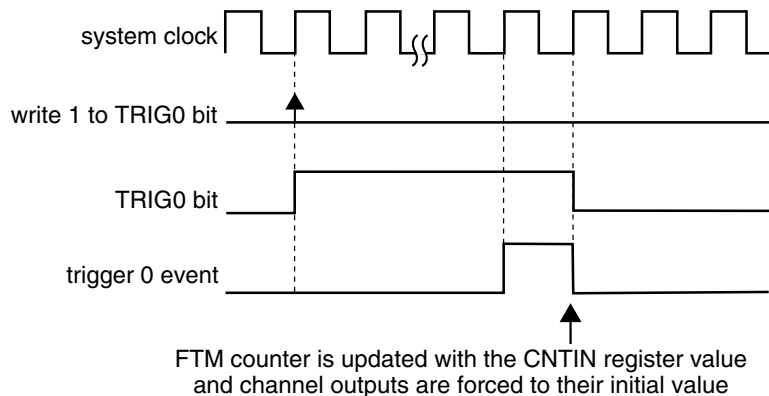 system clock
write 1 to TRIG0 bit
TRIG0 bit
trigger 0 event
FTM counter is updated with the CNTIN register value
and channel outputs are forced to their initial value